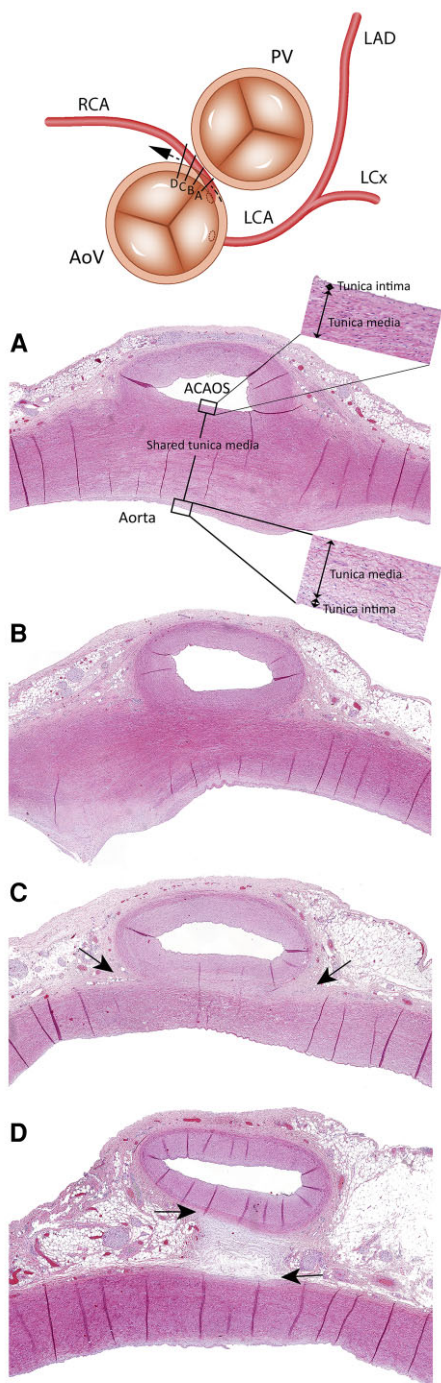 LAD
PV
RCA
LCx
D C B A
LCA
AoV
Tunica intima
Tunica media
A
ACAOS
Shared tunica media
Aorta
Tunica media
Tunica intima
B
C
D